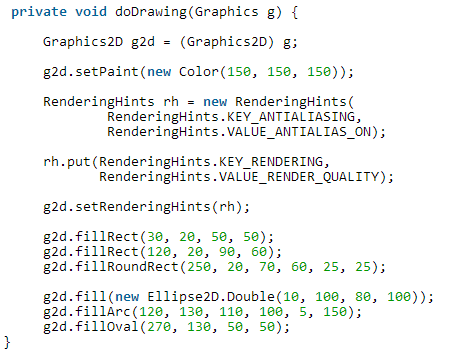 private void doDrawing(Graphics g) {
Graphics2D g2d = (Graphics2D) g;
g2d.setPaint(new Color(150, 150, 150));
RenderingHints rh = new RenderingHints(
RenderingHints.KEY_ANTIALIASING,
RenderingHints.VALUE_ANTIALIAS_ON);
rh.put(RenderingHints.KEY_RENDERING,
RenderingHints.VALUE_RENDER_QUALITY);
g2d.setRenderingHints(rh);
g2d.fillRect(30, 20, 50, 50);
g2d.fillRect(120, 20, 90, 60);
g2d.fillRoundRect(250, 20, 70, 60, 25, 25);
g2d.fill(new Ellipse2D.Double(10, 100, 80, 100));
g2d.fillArc(120, 130, 110, 100, 5, 150);
g2d.fillOval(270, 130, 50, 50);
}